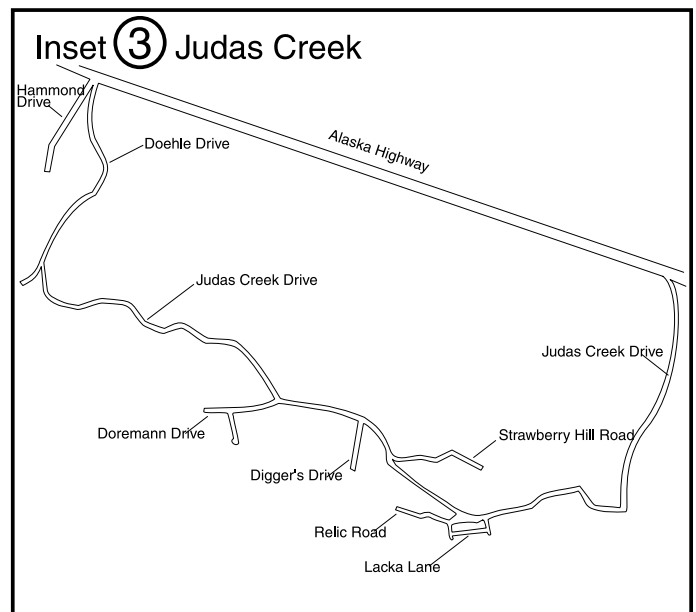 Inset 3 Judas Creek
Hammond
Drive
Doehle Drive
Alaska Highway
Judas Creek Drive
Judas Creek Drive
Doremann Drive
Strawberry Hill Road
Digger's Drive
Relic Road
Lacka Lane